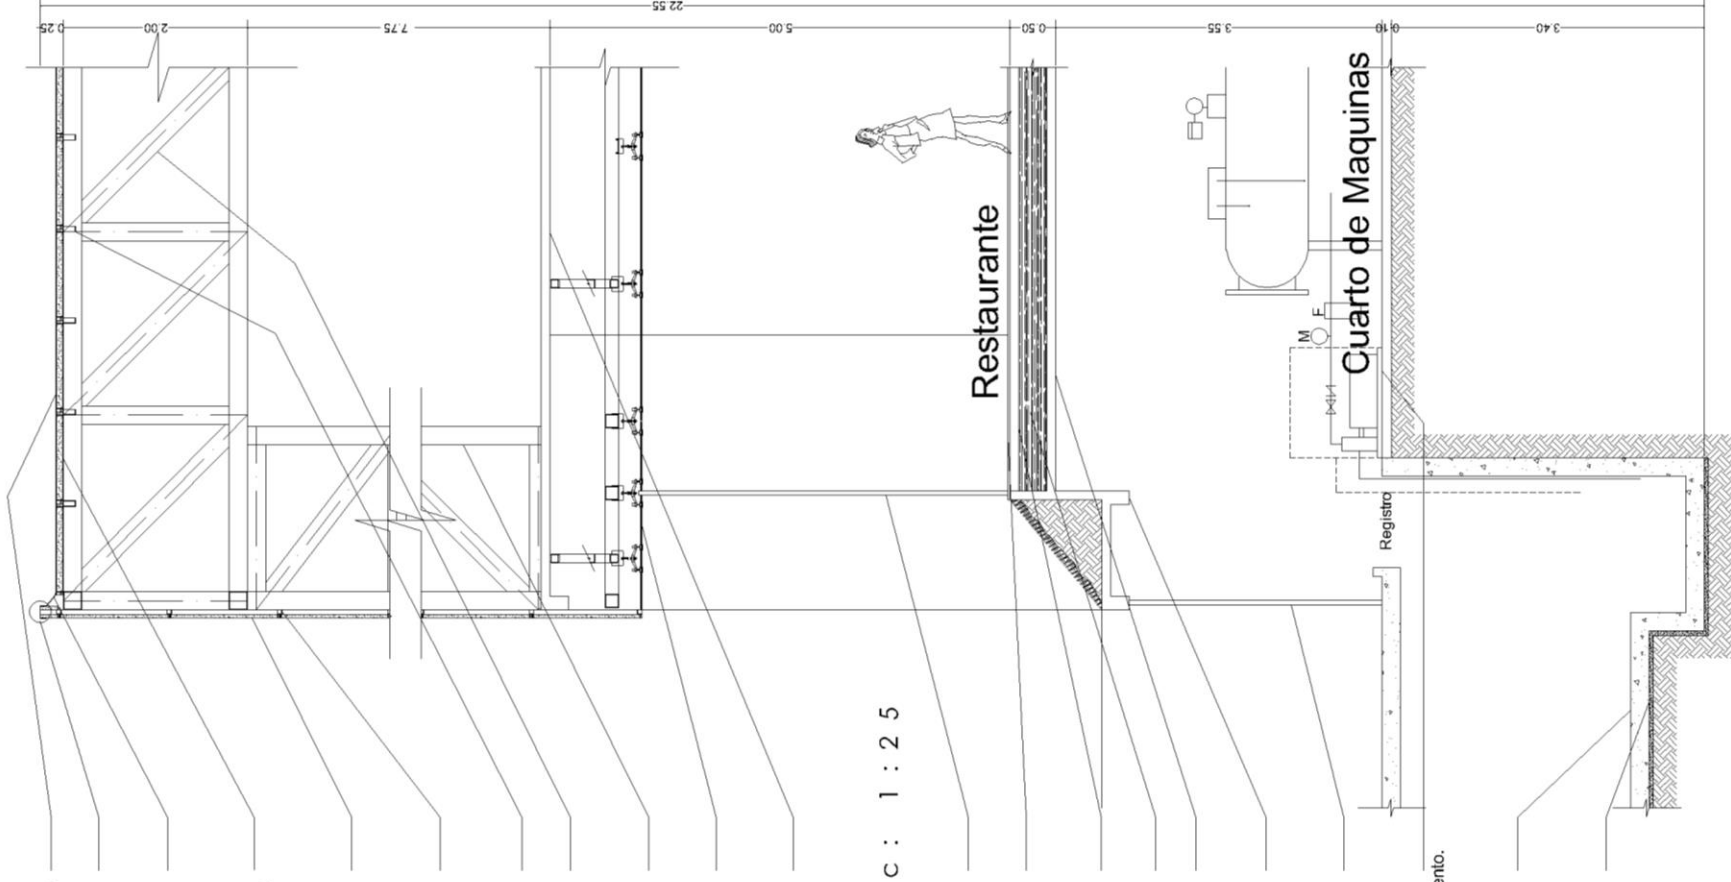 22.55
0.25
2.00
7.75
5.00
0.50
3.55
0.10
3.40
Restaurante
Cuarto de Maquinas
M
F
Registro
c : 1 : 2 5
ento.